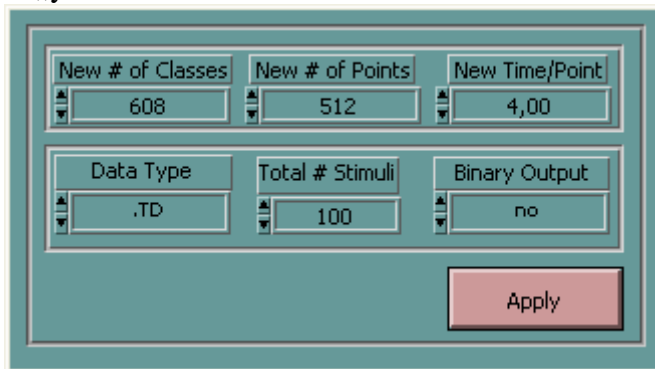 New # of Classes New # of Points New Time/Point
608 512 4,00
Data Type Total # Stimuli Binary Output
.TD 100 no
Apply